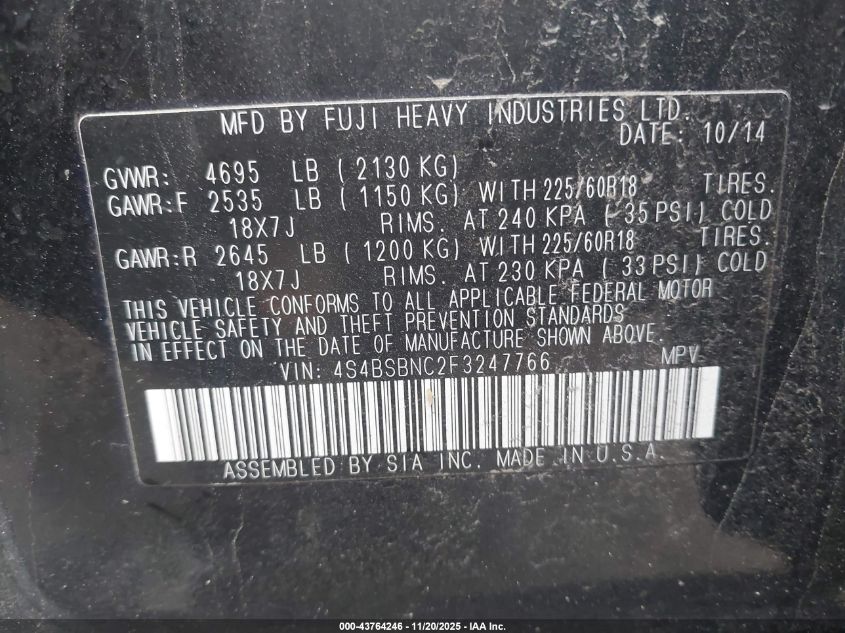 MFD BY FUJI HEAVY INDUSTRIES LTD.
DATE: 10/14
GVWR: 4695 LB ( 2130 KG)
GAWR:F 2535 LB ( 1150 KG) WITH 225/60R18 TIRES.
18X7J RIMS. AT 240 KPA ( 35 PSI) COLD
GAWR:R 2645 LB ( 1200 KG) WITH 225/60R18 TIRES.
18X7J RIMS. AT 230 KPA ( 33 PSI) COLD
THIS VEHICLE CONFORMS TO ALL APPLICABLE FEDERAL MOTOR
VEHICLE SAFETY AND THEFT PREVENTION STANDARDS
IN EFFECT ON THE DATE OF MANUFACTURE SHOWN ABOVE.
VIN: 4S4BSBNC2F3247766 MPV
ASSEMBLED BY SIA INC. MADE IN U.S.A.
000-43764246 - 11/20/2025 - IAA Inc.